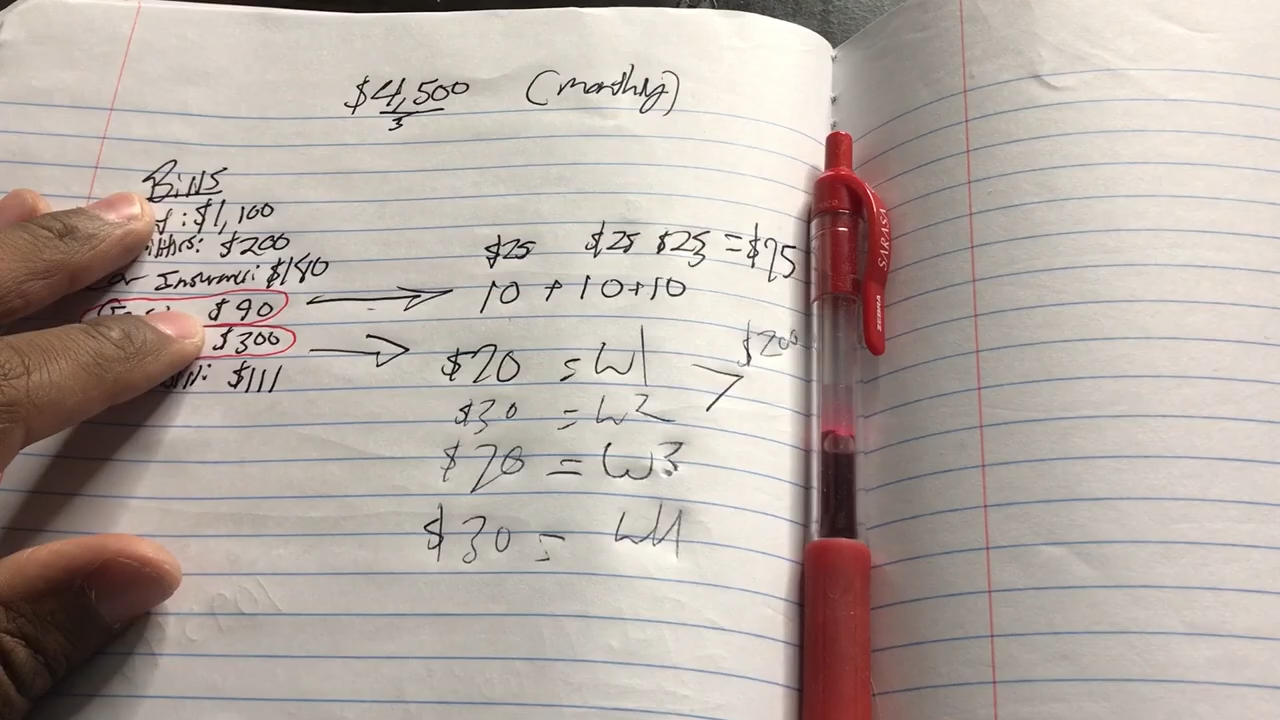 $4,500 (monthly)
3
Bills
: $1,100
: $200
Insurance: $180
$90
$300
: $111
$25 $25 $25 = $75
10 + 10 + 10
$20 = W1
$200
$30 = W2
$20 = W3
$30 = W4
SARASA
ZEBRA